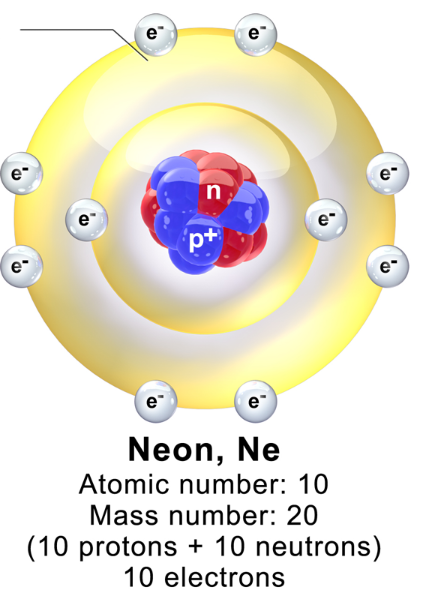 e⁻ e⁻
e⁻ n e⁻
e⁻ e⁻
p⁺
e⁻ e⁻
e⁻ e⁻
Neon, Ne
Atomic number: 10
Mass number: 20
(10 protons + 10 neutrons)
10 electrons